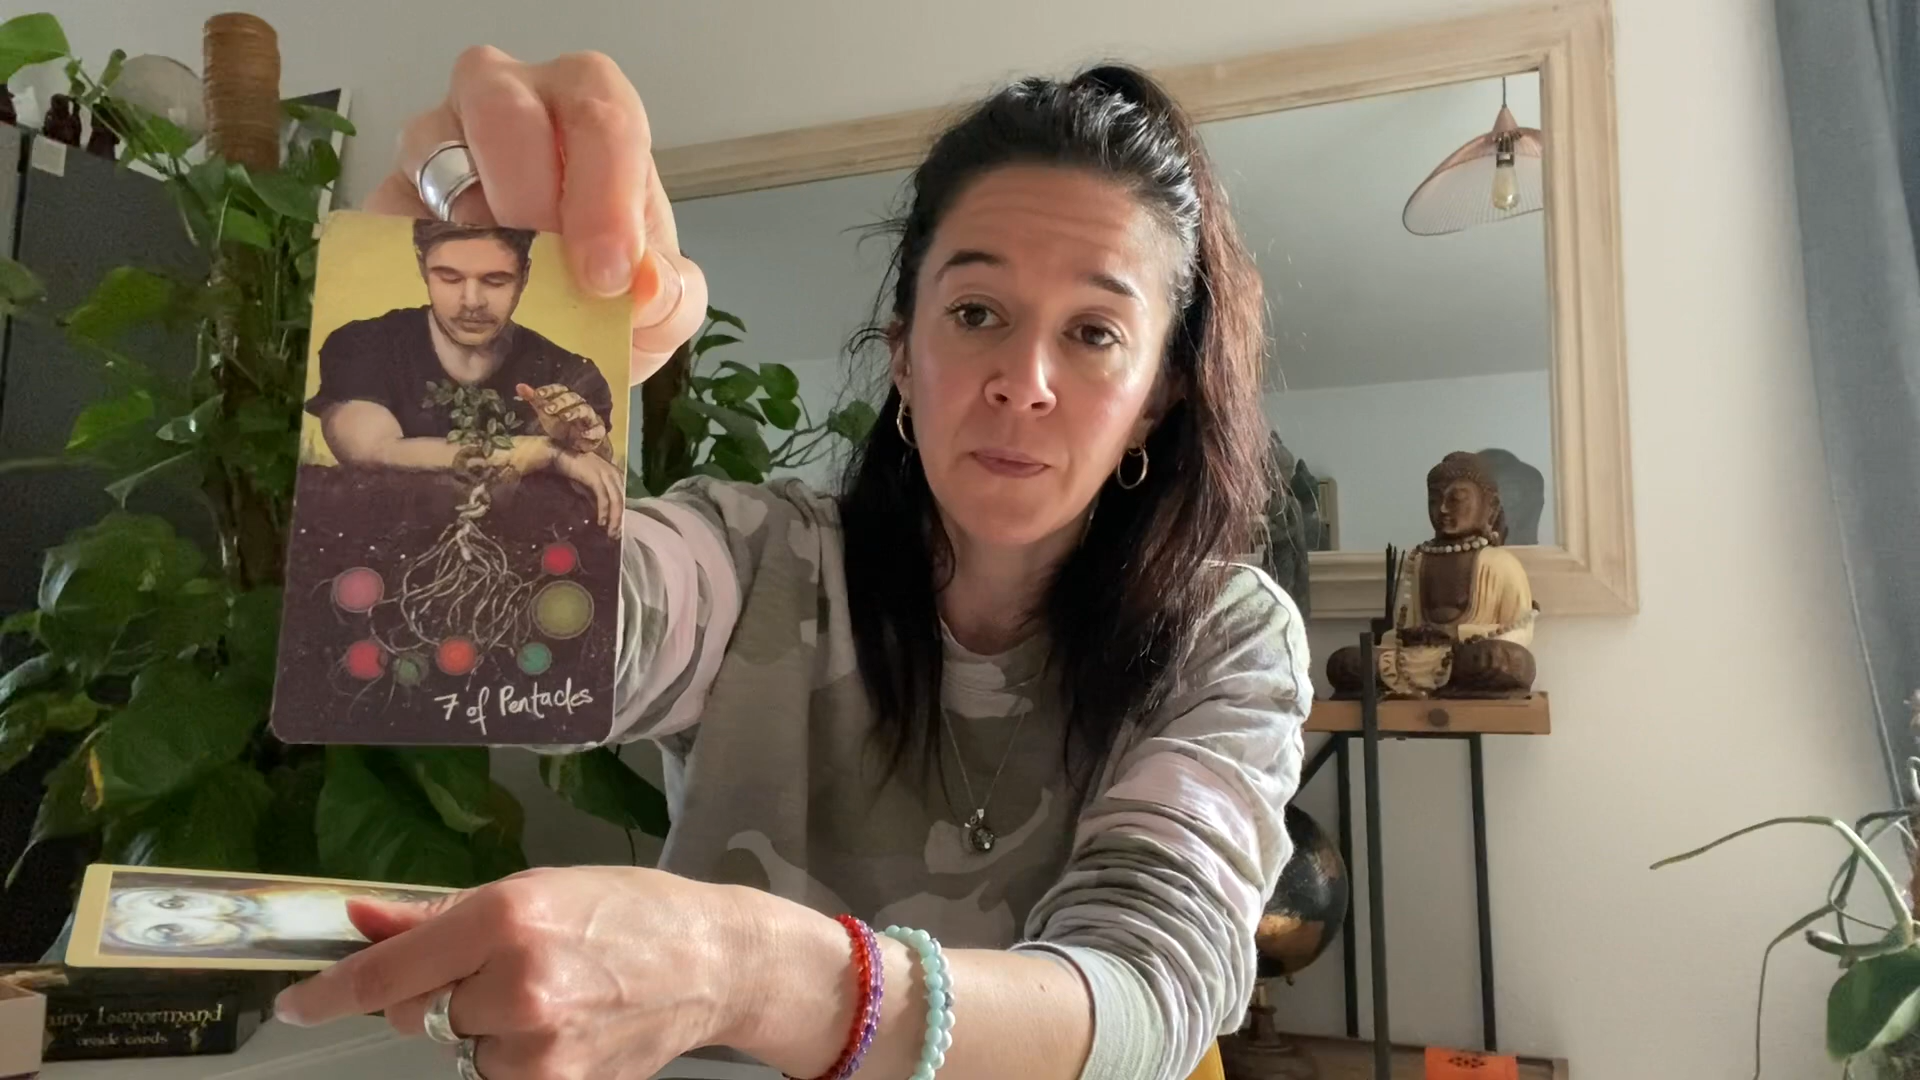 7 of Pentacles
Lenormand
oracle cards